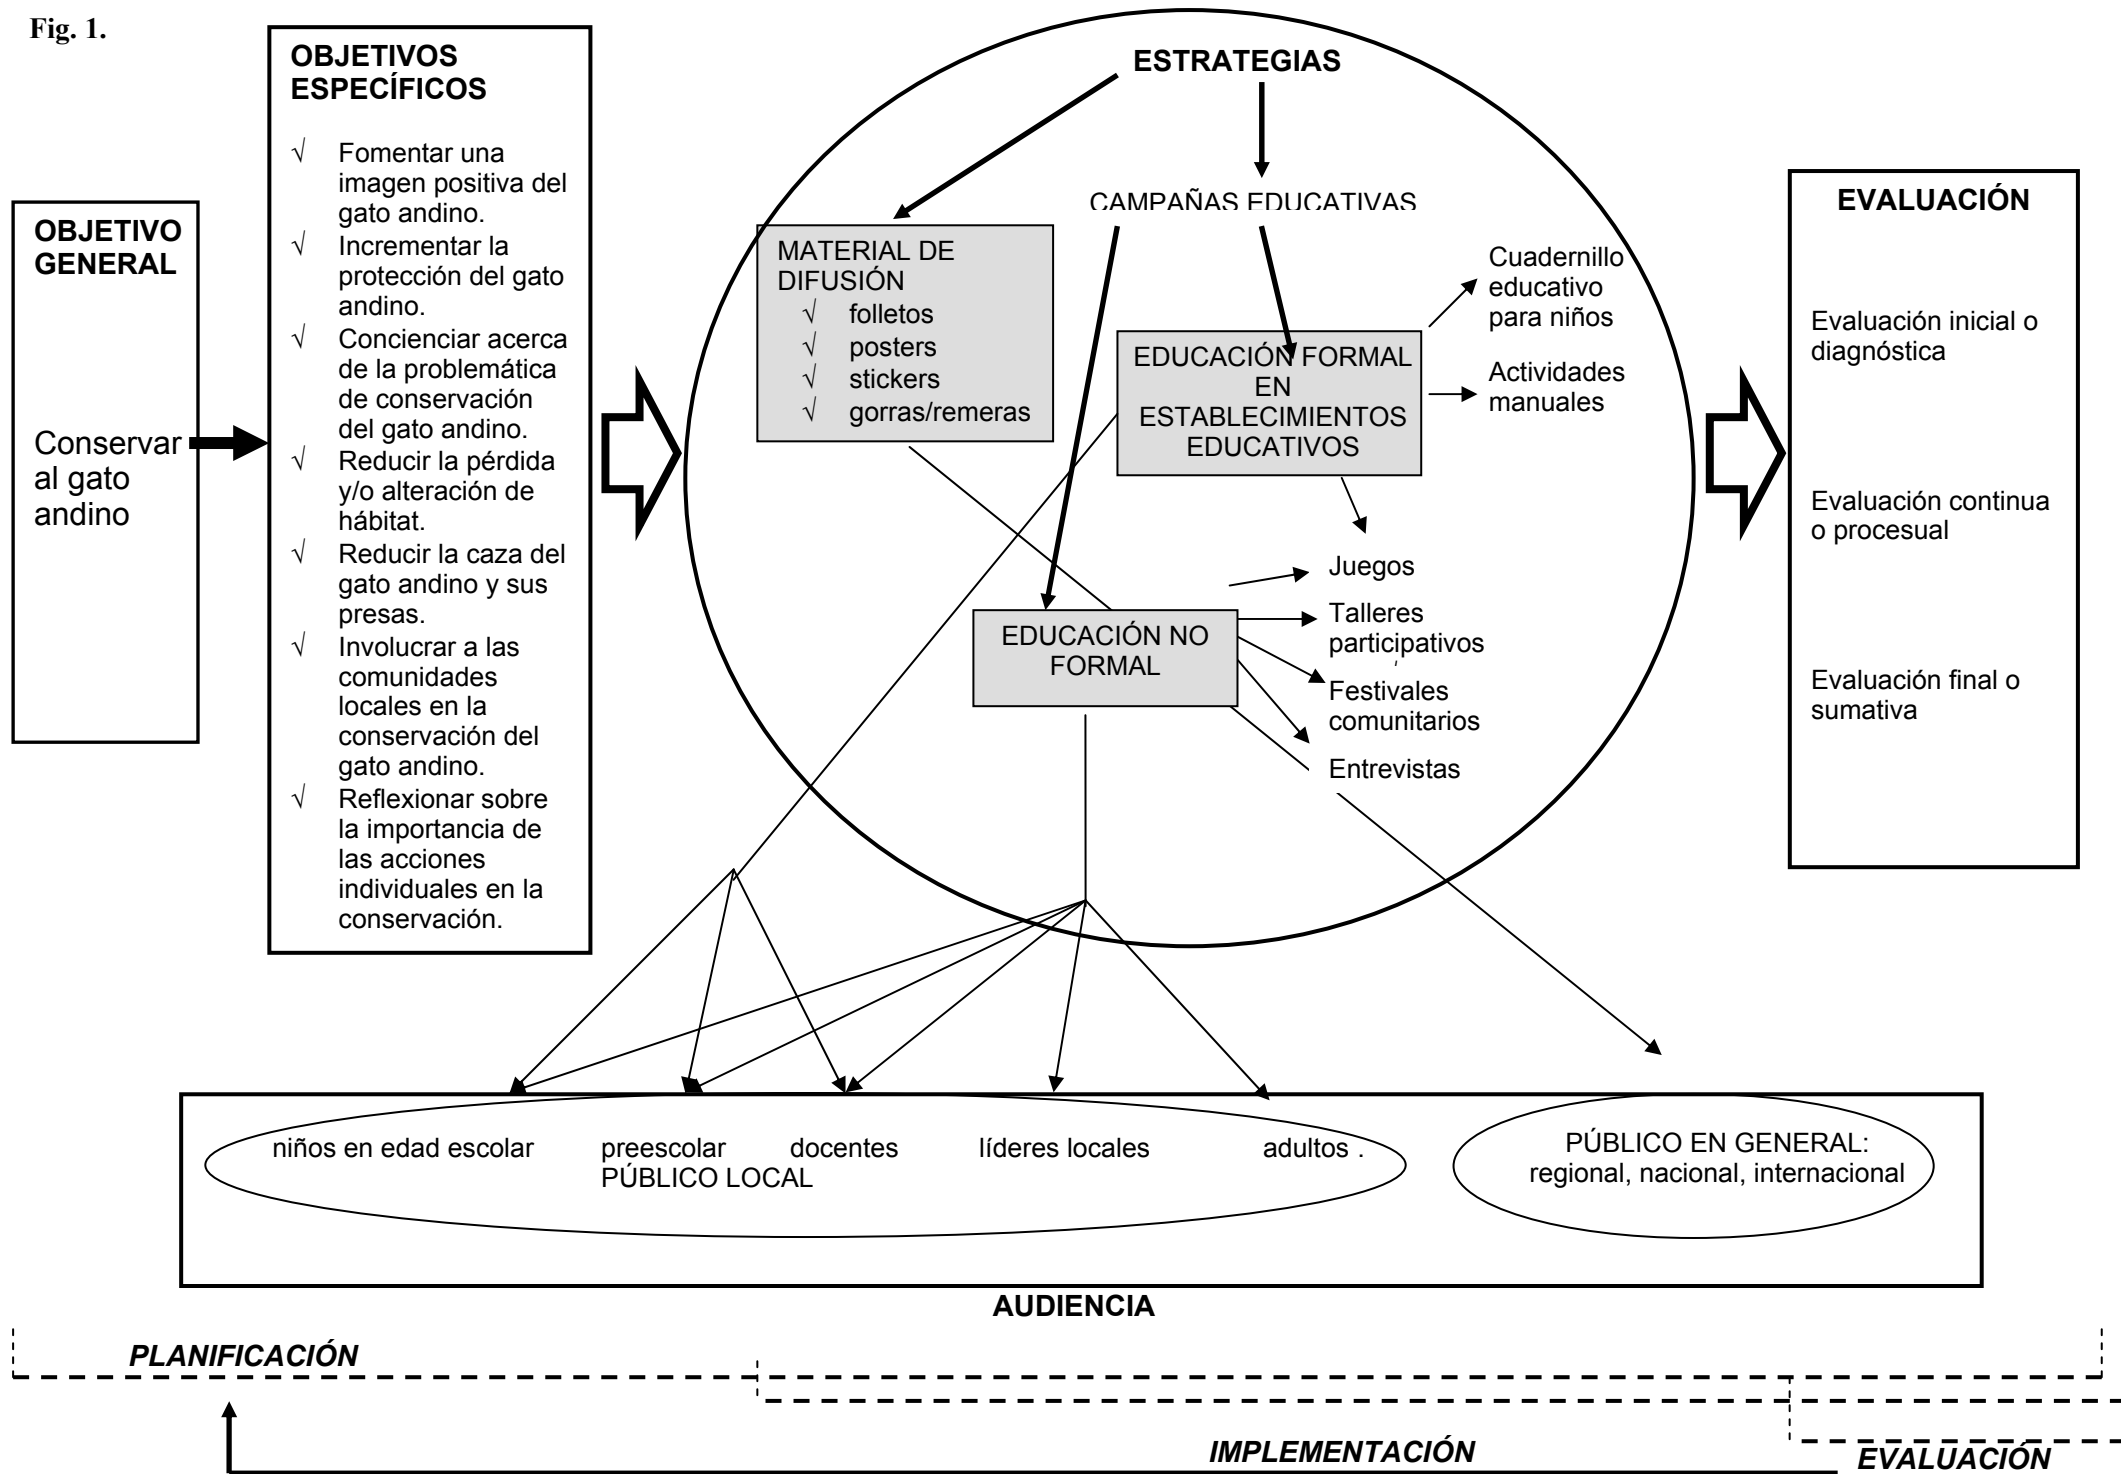 Fig. 1.
OBJETIVO
GENERAL
Conservar
al gato
andino
OBJETIVOS
ESPECÍFICOS
√ Fomentar una
imagen positiva del
gato andino.
√ Incrementar la
protección del gato
andino.
√ Concienciar acerca
de la problemática
de conservación
del gato andino.
√ Reducir la pérdida
y/o alteración de
hábitat.
√ Reducir la caza del
gato andino y sus
presas.
√ Involucrar a las
comunidades
locales en la
conservación del
gato andino.
√ Reflexionar sobre
la importancia de
las acciones
individuales en la
conservación.
ESTRATEGIAS
CAMPAÑAS EDUCATIVAS
MATERIAL DE
DIFUSIÓN
√ folletos
√ posters
√ stickers
√ gorras/remeras
EDUCACIÓN FORMAL
EN
ESTABLECIMIENTOS
EDUCATIVOS
Cuadernillo
educativo
para niños
Actividades
manuales
EDUCACIÓN NO
FORMAL
Juegos
Talleres
participativos
Festivales
comunitarios
Entrevistas
EVALUACIÓN
Evaluación inicial o
diagnóstica
Evaluación continua
o procesual
Evaluación final o
sumativa
niños en edad escolar preescolar docentes líderes locales adultos .
PÚBLICO LOCAL
PÚBLICO EN GENERAL:
regional, nacional, internacional
AUDIENCIA
PLANIFICACIÓN
IMPLEMENTACIÓN
EVALUACIÓN